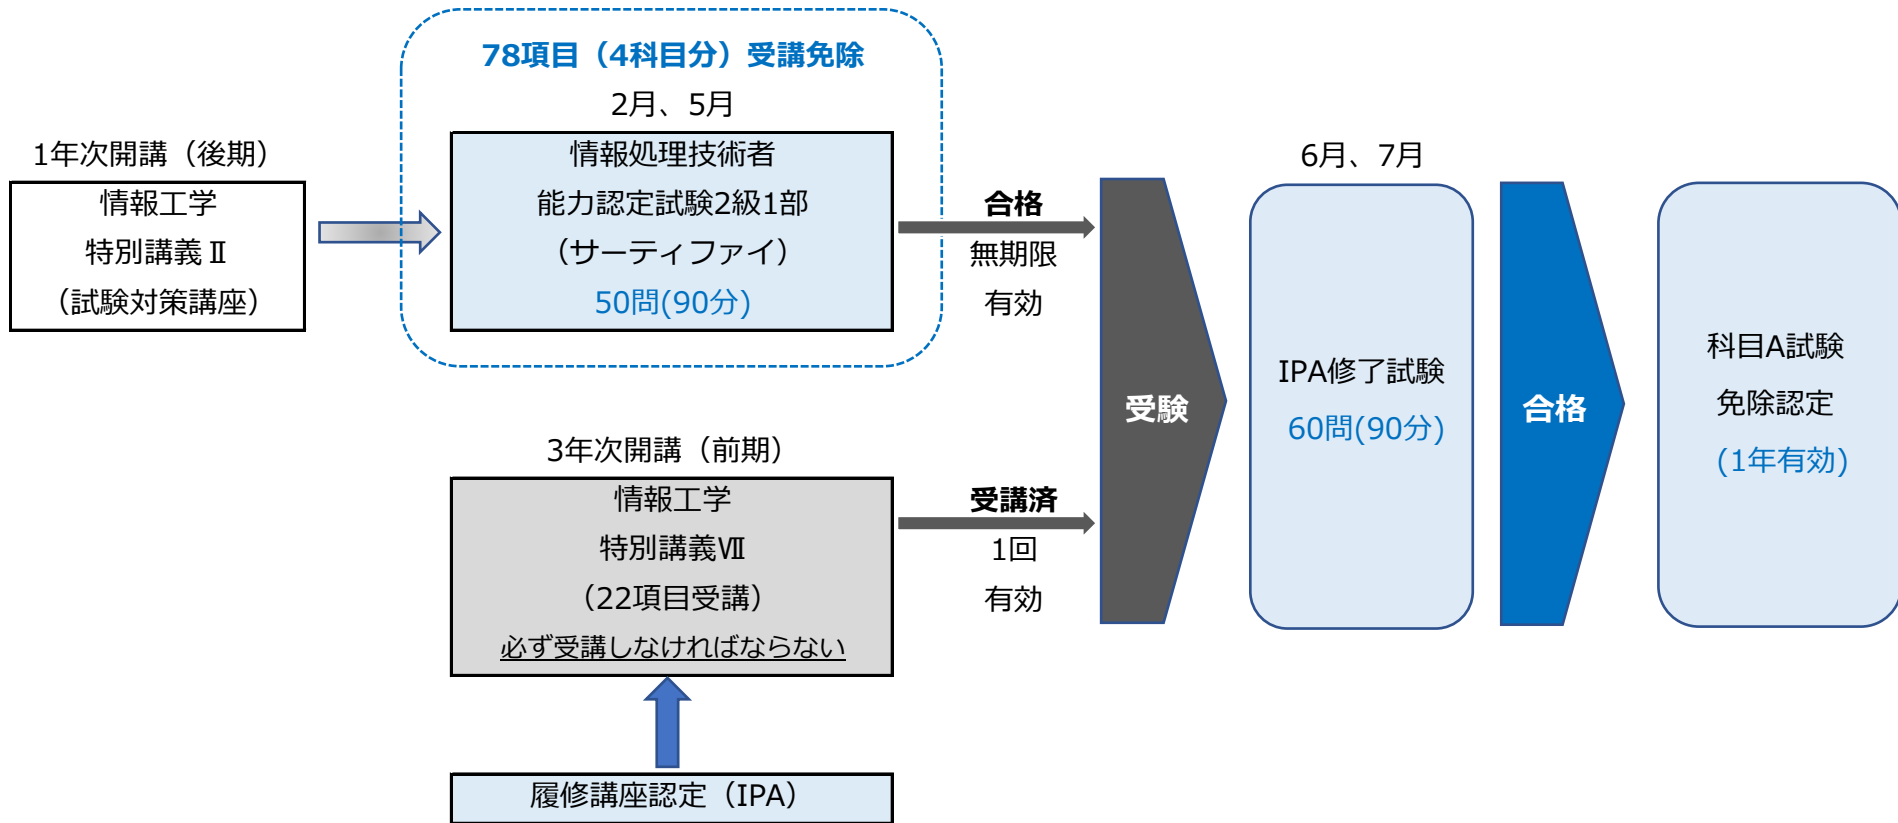 78項目（4科目分）受講免除
2月、5月
1年次開講（後期）
情報工学
特別講義Ⅱ
（試験対策講座）
情報処理技術者
能力認定試験2級1部
（サーティファイ）
50問(90分)
合格
無期限
有効
3年次開講（前期）
情報工学
特別講義Ⅶ
（22項目受講）
必ず受講しなければならない
受講済
1回
有効
履修講座認定（IPA）
受験
6月、7月
IPA修了試験
60問(90分)
合格
科目A試験
免除認定
(1年有効)